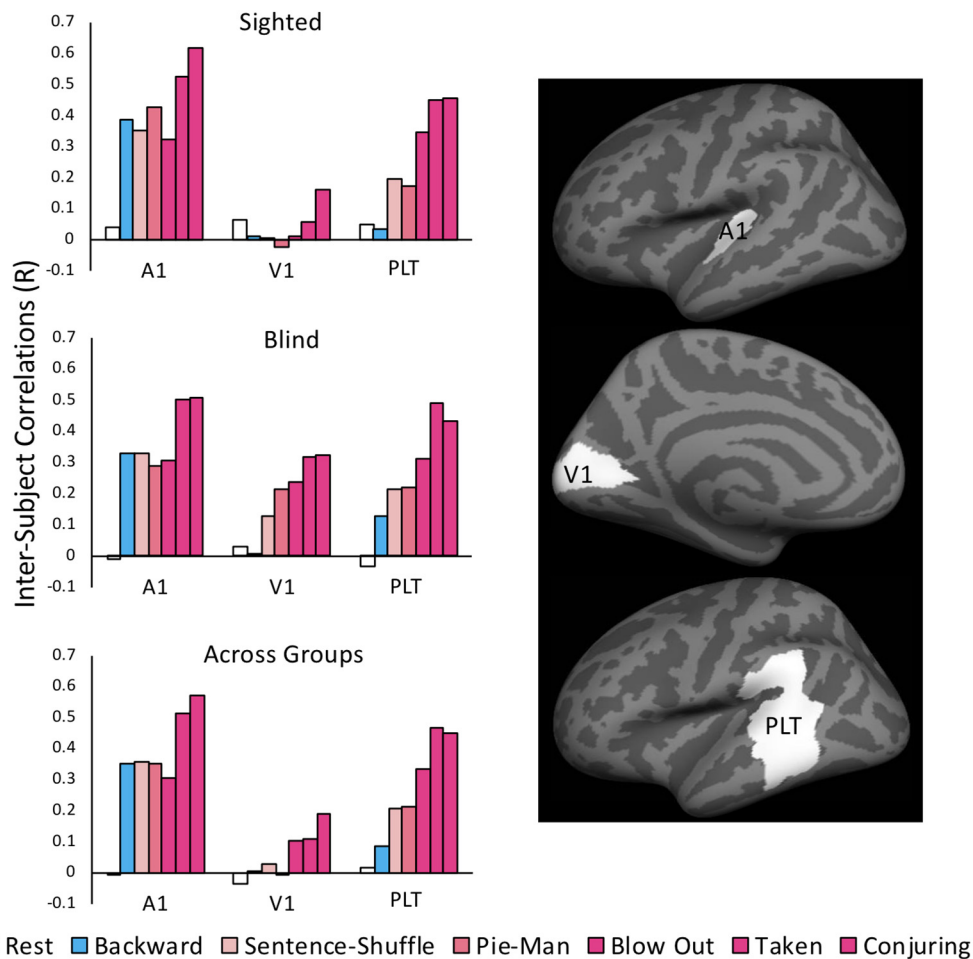 Sighted
0.7
0.6
0.5
0.4
0.3
0.2
0.1
0
-0.1
A1 V1 PLT
Blind
0.7
0.6
0.5
0.4
0.3
0.2
0.1
0
-0.1
A1 V1 PLT
Across Groups
0.7
0.6
0.5
0.4
0.3
0.2
0.1
0
-0.1
A1 V1 PLT
Inter-Subject Correlations (R)
A1
V1
PLT
Rest Backward Sentence-Shuffle Pie-Man Blow Out Taken Conjuring